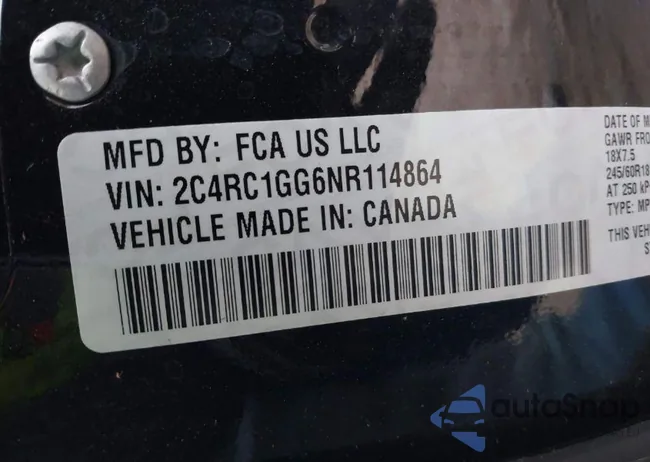 MFD BY: FCA US LLC
VIN: 2C4RC1GG6NR114864
VEHICLE MADE IN: CANADA
DATE OF M
GAWR FRO
18X7.5
245/60R18
AT 250 kP
TYPE: MP
THIS VEHI
autoSnap